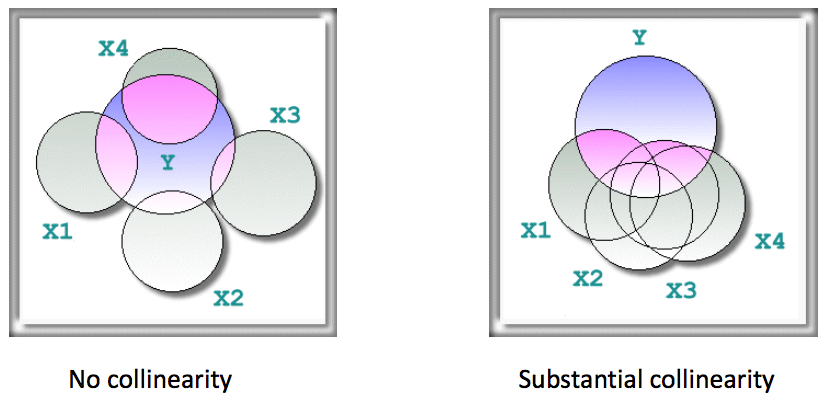 X4
X3
Y
X1
X2
No collinearity
Y
X1
X2
X3
X4
Substantial collinearity